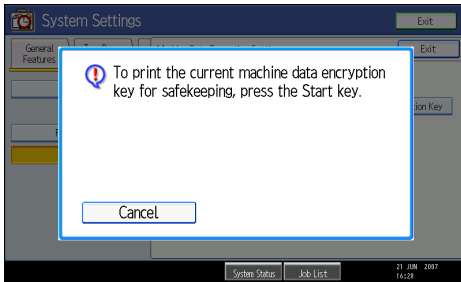 System Settings
Exit
General
Features
Exit
To print the current machine data encryption
key for safekeeping, press the Start key.
tion Key
Cancel
System Status
Job List
21 JUN 2007
16:20